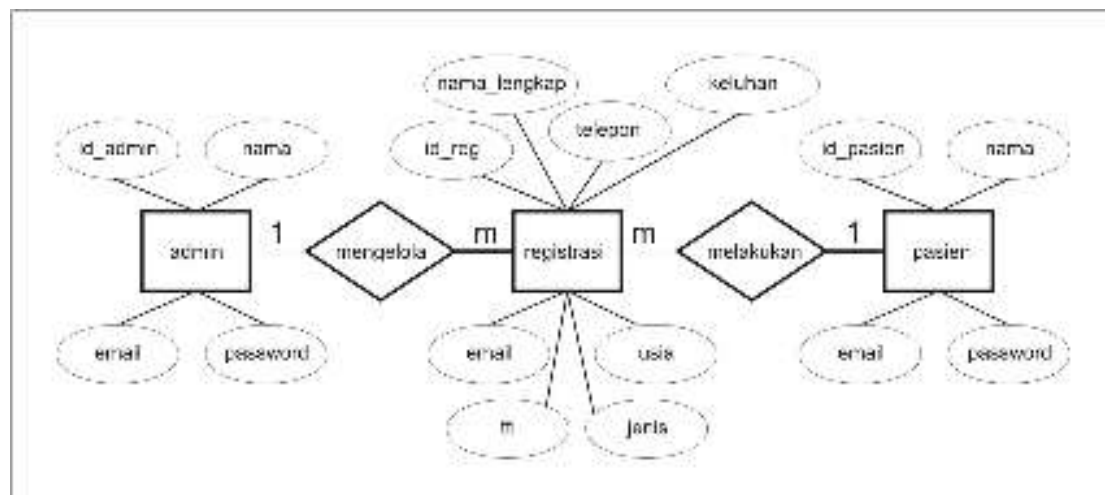 nama_lengkap
keluhan
telepon
id_admin
nama
id_reg
id_pasien
nama
admin
1
mengelola
m
registrasi
m
melakukan
1
pasien
email
password
email
usia
email
password
jenis